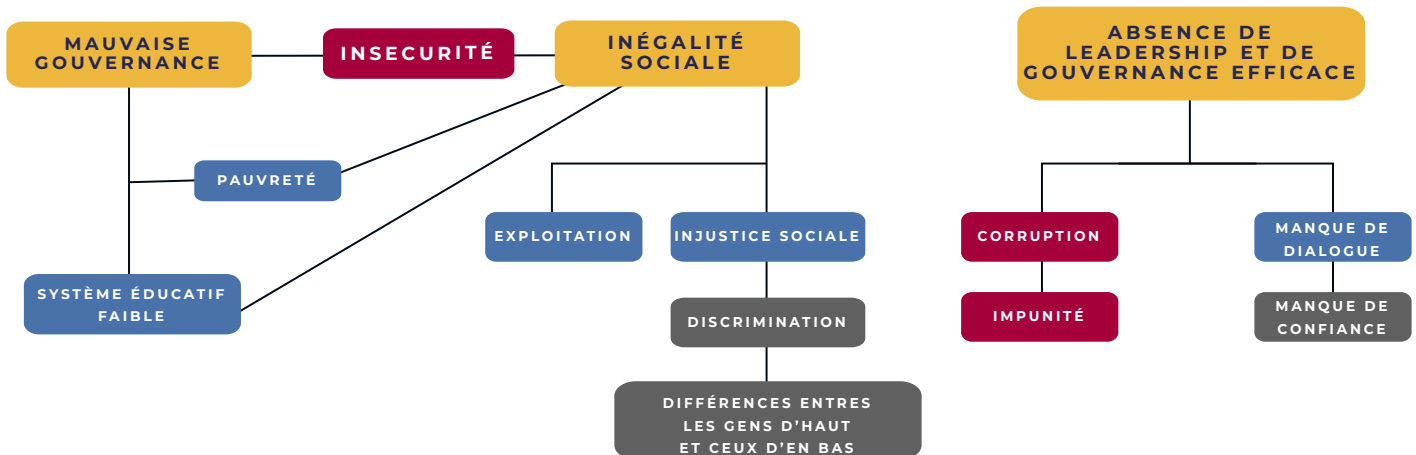 MAUVAISE
GOUVERNANCE
INSECURITÉ
INÉGALITÉ
SOCIALE
ABSENCE DE
LEADERSHIP ET DE
GOUVERNANCE EFFICACE
PAUVRETÉ
EXPLOITATION
INJUSTICE SOCIALE
CORRUPTION
MANQUE DE
DIALOGUE
SYSTÈME ÉDUCATIF
FAIBLE
DISCRIMINATION
IMPUNITÉ
MANQUE DE
CONFIANCE
DIFFÉRENCES ENTRES
LES GENS D’HAUT
ET CEUX D’EN BAS